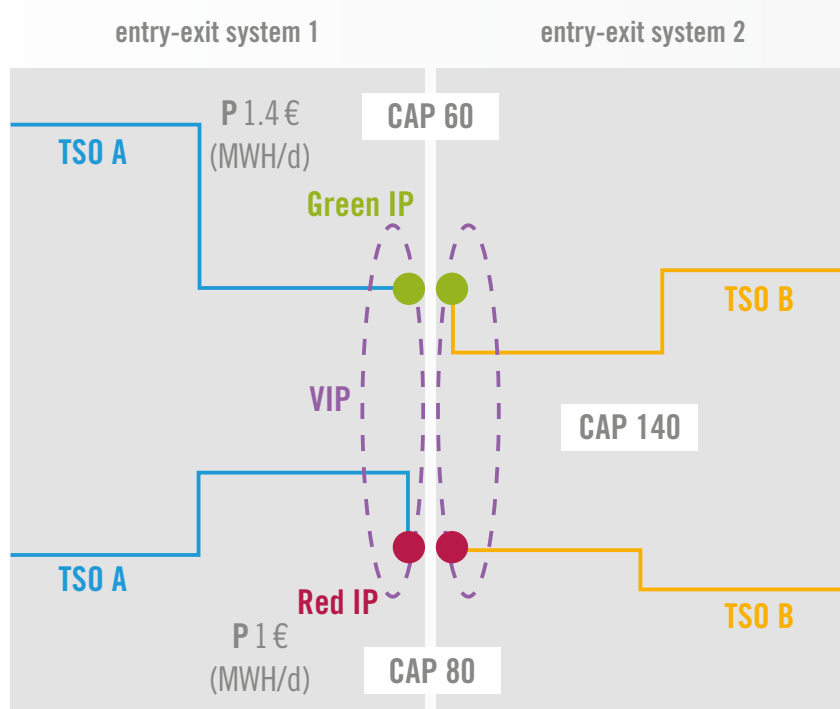 entry-exit system 1
entry-exit system 2
P 1.4 €
(MWH/d)
CAP 60
TSO A
Green IP
TSO B
VIP
CAP 140
TSO A
Red IP
TSO B
P 1 €
(MWH/d)
CAP 80